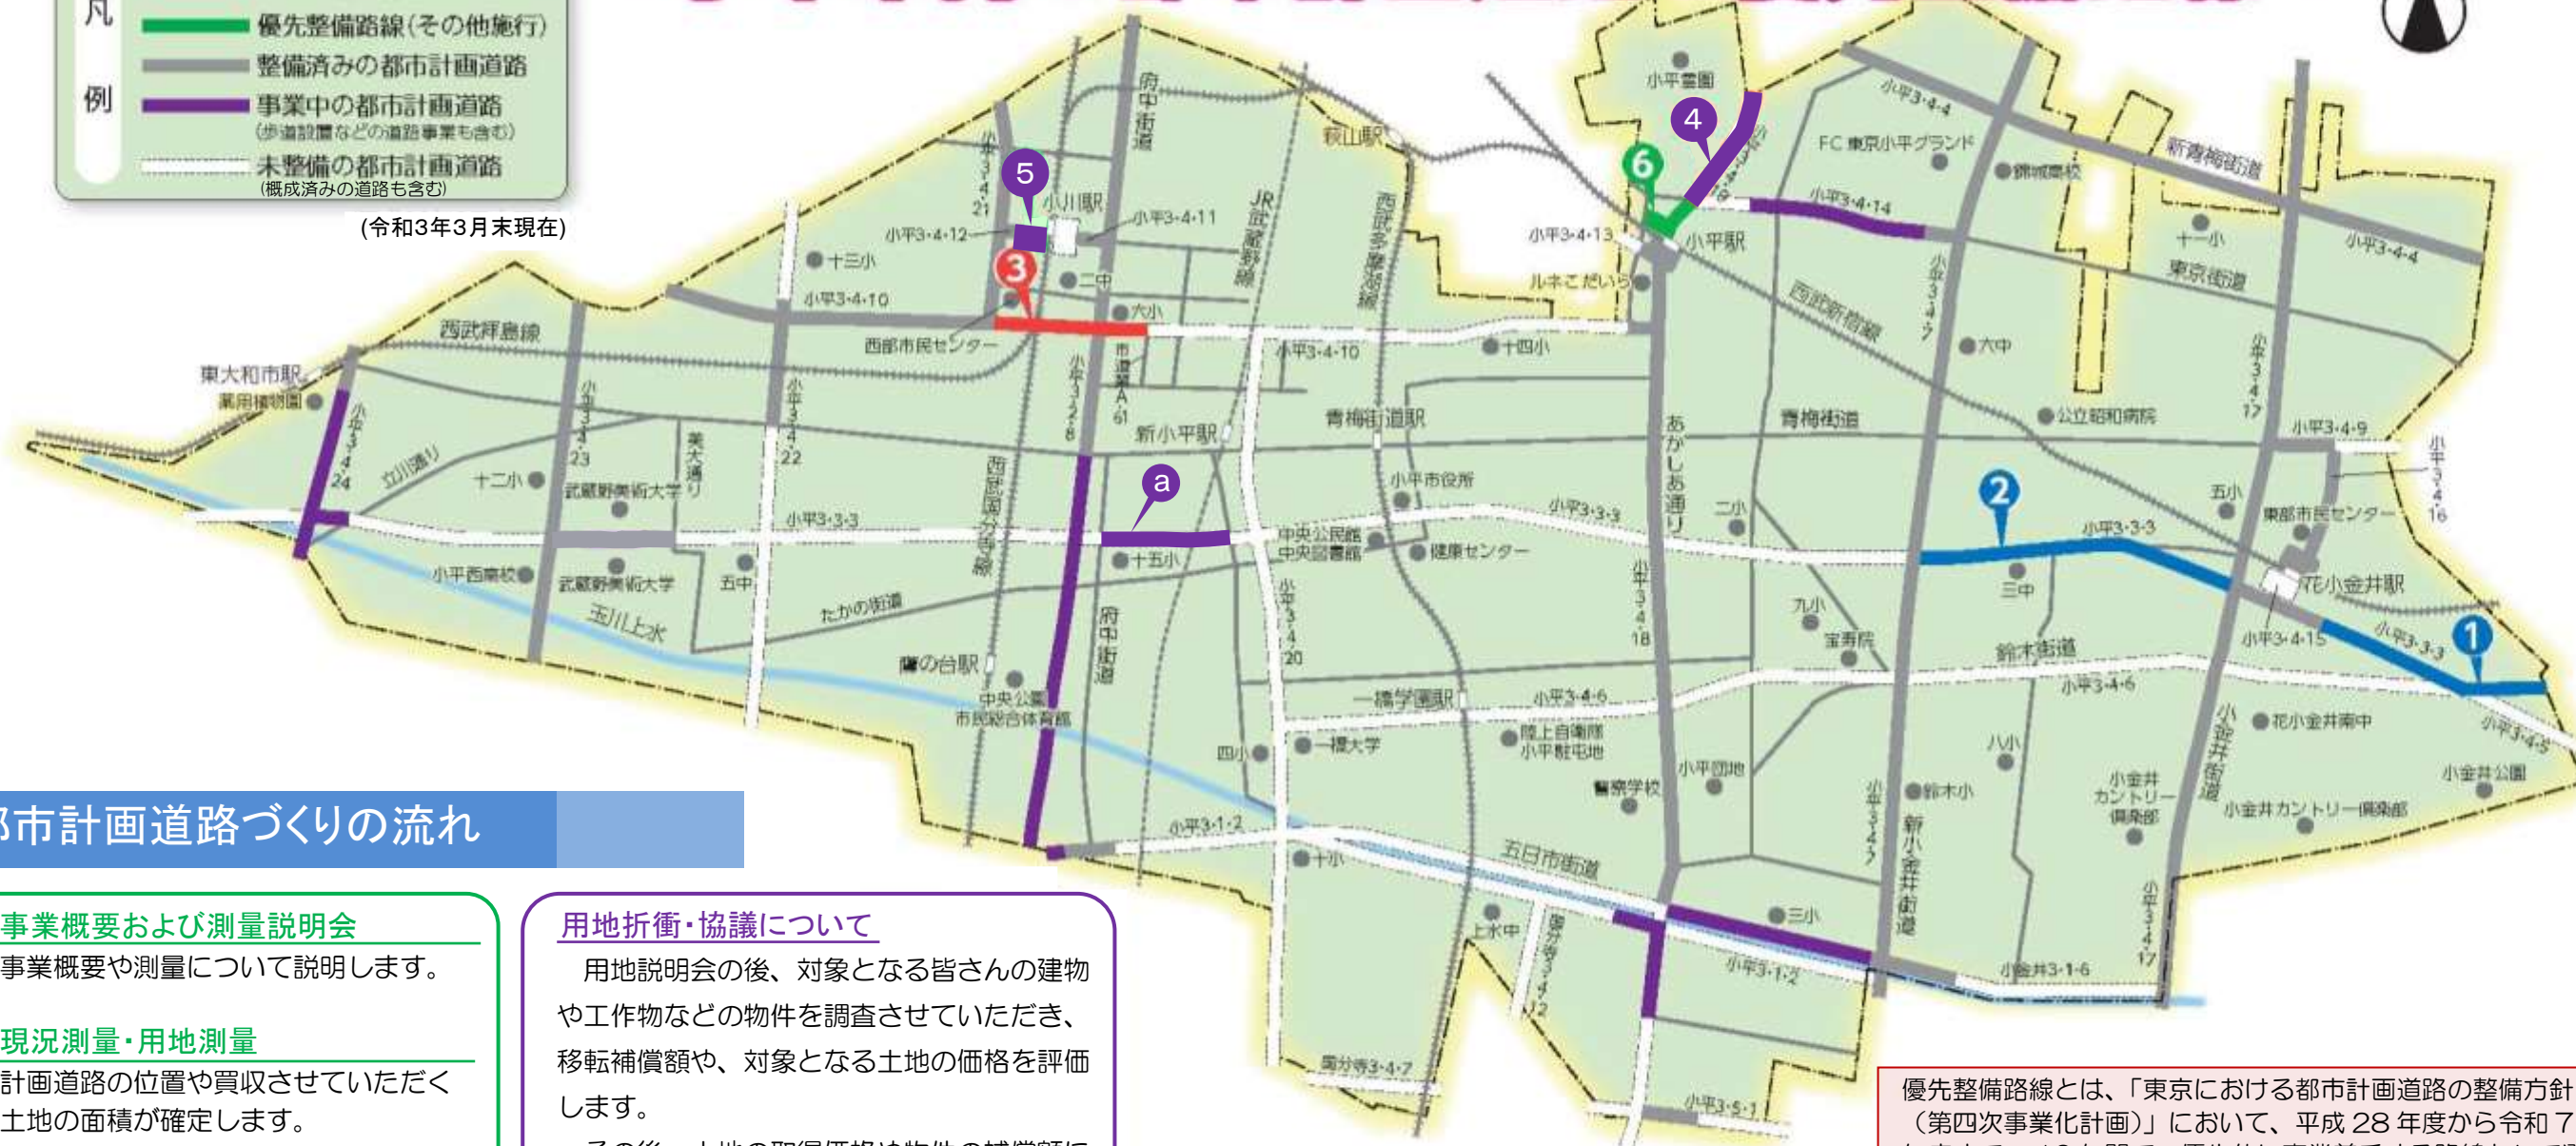 凡
例
優先整備路線(その他施行)
整備済みの都市計画道路
事業中の都市計画道路
(歩道設置などの道路事業も含む)
未整備の都市計画道路
(概成済みの道路も含む)
(令和3年3月末現在)
小平霊園
小平3・4・4
新青梅街道
FC東京小平グランド
錦城高校
4
6
府中街道
萩山駅
小平3・4・21
5
小川駅
小平3・4・11
小平3・4・12
JR武蔵野線
西武多摩湖線
小平3・4・13
小平駅
小平3・4・14
十一小
小平3・4・4
東京街道
十三小
3
二中
ルネこだいら
西武新宿線
小平3・4・7
小平3・4・10
六小
西武拝島線
西部市民センター
小平3・4・10
十四小
六中
小平3・4・17
東大和市駅
薬用植物園
小平3・4・24
小平3・4・23
小平3・4・22
小平3・2・8
市道第A-61
新小平駅
青梅街道駅
あかしあ通り
青梅街道
公立昭和病院
小平3・4・9
小平3・4・16
立川通り
十二小
武蔵野美術大学
美大通り
西武国分寺線
a
小平市役所
小平3・3・3
小平3・3・3
二小
2
小平3・3・3
五小
東部市民センター
中央公民館
中央図書館
健康センター
小平西高校
武蔵野美術大学
五中
十五小
三中
花小金井駅
玉川上水
たかの街道
府中街道
小平3・4・20
小平3・4・18
九小
宝寿院
鈴木街道
小平3・4・15
小平3・3・3
1
鷹の台駅
中央公園
市民総合体育館
一橋学園駅
小平3・4・6
小平3・4・6
四小
一橋大学
陸上自衛隊
小平駐屯地
警察学校
小平団地
小平3・4・7
鈴木小
新小金井街道
八小
小金井
カントリー
倶楽部
小金井街道
花小金井南中
小平3・4・5
小金井公園
小金井カントリー倶楽部
小平3・1・2
十小
五日市街道
上水中
三小
小平3・1・2
小金井3・1・6
小平3・4・17
国分寺3・4・7
小平3・5・1
都市計画道路づくりの流れ
事業概要および測量説明会
事業概要や測量について説明します。
現況測量・用地測量
計画道路の位置や買収させていただく
土地の面積が確定します。
用地折衝・協議について
用地説明会の後、対象となる皆さんの建物
や工作物などの物件を調査させていただき、
移転補償額や、対象となる土地の価格を評価
します。
優先整備路線とは、「東京における都市計画道路の整備方針
（第四次事業化計画）」において、平成28年度から令和7